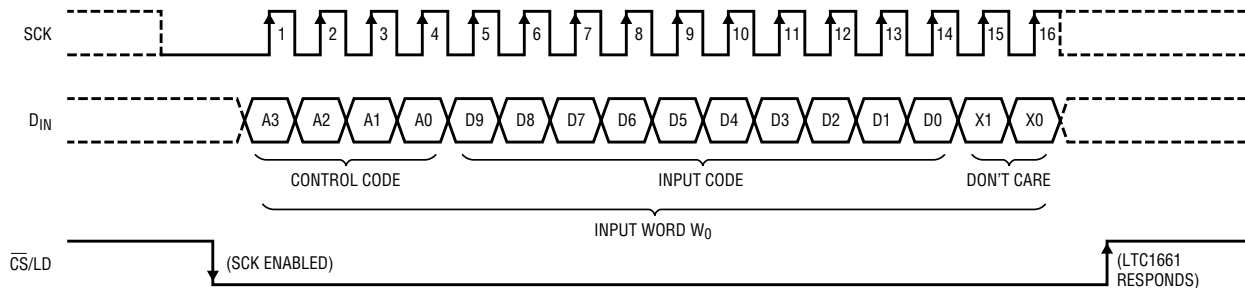 SCK 1 2 3 4 5 6 7 8 9 10 11 12 13 14 15 16
DIN A3 A2 A1 A0 D9 D8 D7 D6 D5 D4 D3 D2 D1 D0 X1 X0
CONTROL CODE INPUT CODE DON'T CARE
INPUT WORD W0
CS/LD (SCK ENABLED) (LTC1661
RESPONDS)